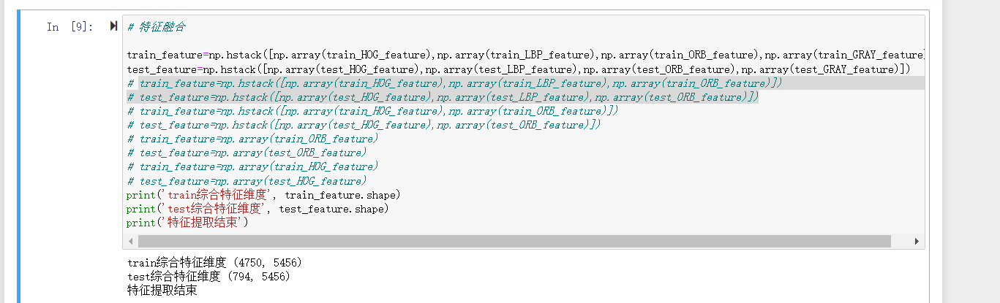 In [9]:
# 特征融合
train_feature=np.hstack([np.array(train_HOG_feature),np.array(train_LBP_feature),np.array(train_ORB_feature),np.array(train_GRAY_feature)
test_feature=np.hstack([np.array(test_HOG_feature),np.array(test_LBP_feature),np.array(test_ORB_feature),np.array(test_GRAY_feature)])
# train_feature=np.hstack([np.array(train_HOG_feature),np.array(train_LBP_feature),np.array(train_ORB_feature)])
# test_feature=np.hstack([np.array(test_HOG_feature),np.array(test_LBP_feature),np.array(test_ORB_feature)])
# train_feature=np.hstack([np.array(train_HOG_feature),np.array(train_ORB_feature)])
# test_feature=np.hstack([np.array(test_HOG_feature),np.array(test_ORB_feature)])
# train_feature=np.array(train_ORB_feature)
# test_feature=np.array(test_ORB_feature)
# train_feature=np.array(train_HOG_feature)
# test_feature=np.array(test_HOG_feature)
print('train综合特征维度', train_feature.shape)
print('test综合特征维度', test_feature.shape)
print('特征提取结束')
train综合特征维度 (4750, 5456)
test综合特征维度 (794, 5456)
特征提取结束